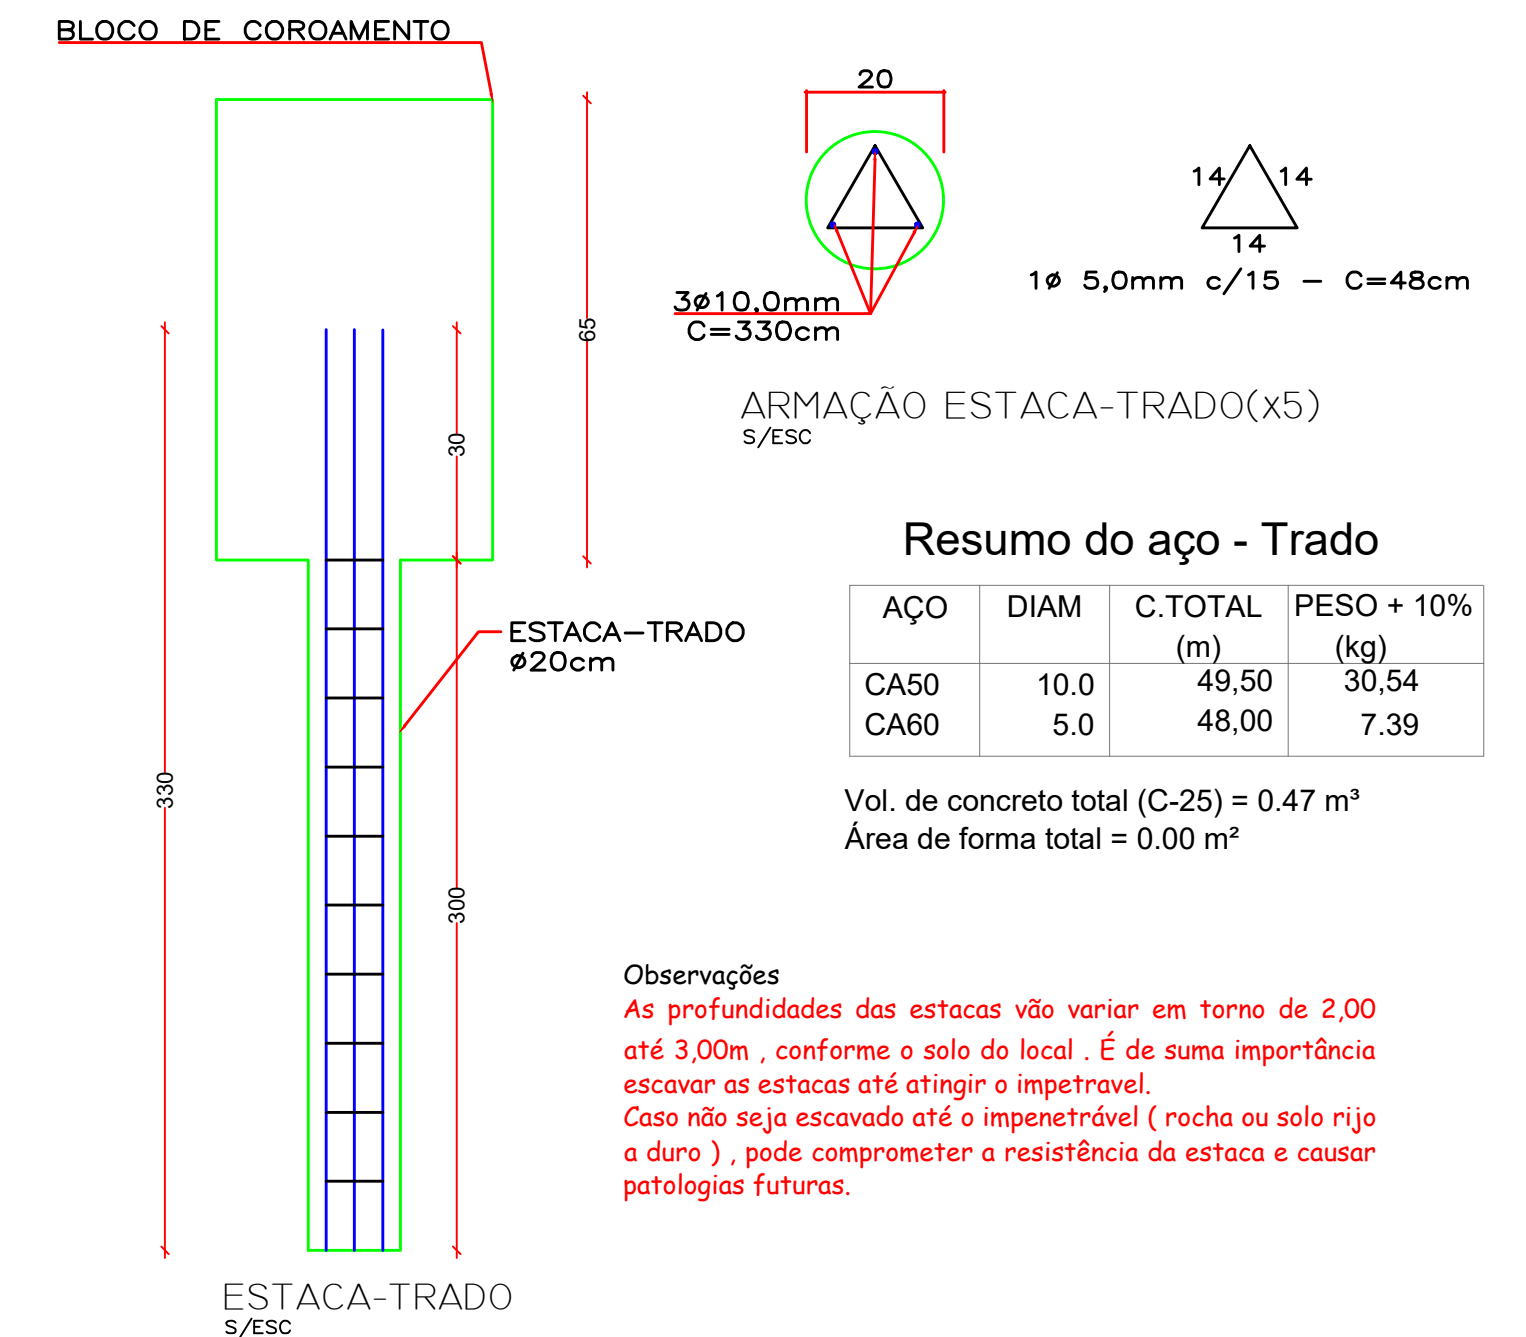 BLOCO DE COROAMENTO
20
14
14
14
1ø 5,0mm c/15 – C=48cm
3ø10,0mm
C=330cm
65
30
ARMAÇÃO ESTACA-TRADO(x5)
S/ESC
Resumo do aço - Trado
AÇO DIAM C.TOTAL (m) PESO + 10% (kg)
CA50 10.0 49,50 30,54
CA60 5.0 48,00 7.39
ESTACA-TRADO
ø20cm
330
300
Vol. de concreto total (C-25) = 0.47 m³
Área de forma total = 0.00 m²
Observações
As profundidades das estacas vão variar em torno de 2,00
até 3,00m , conforme o solo do local . É de suma importância
escavar as estacas até atingir o impetravel.
Caso não seja escavado até o impenetrável ( rocha ou solo rijo
a duro ) , pode comprometer a resistência da estaca e causar
patologias futuras.
ESTACA-TRADO
S/ESC